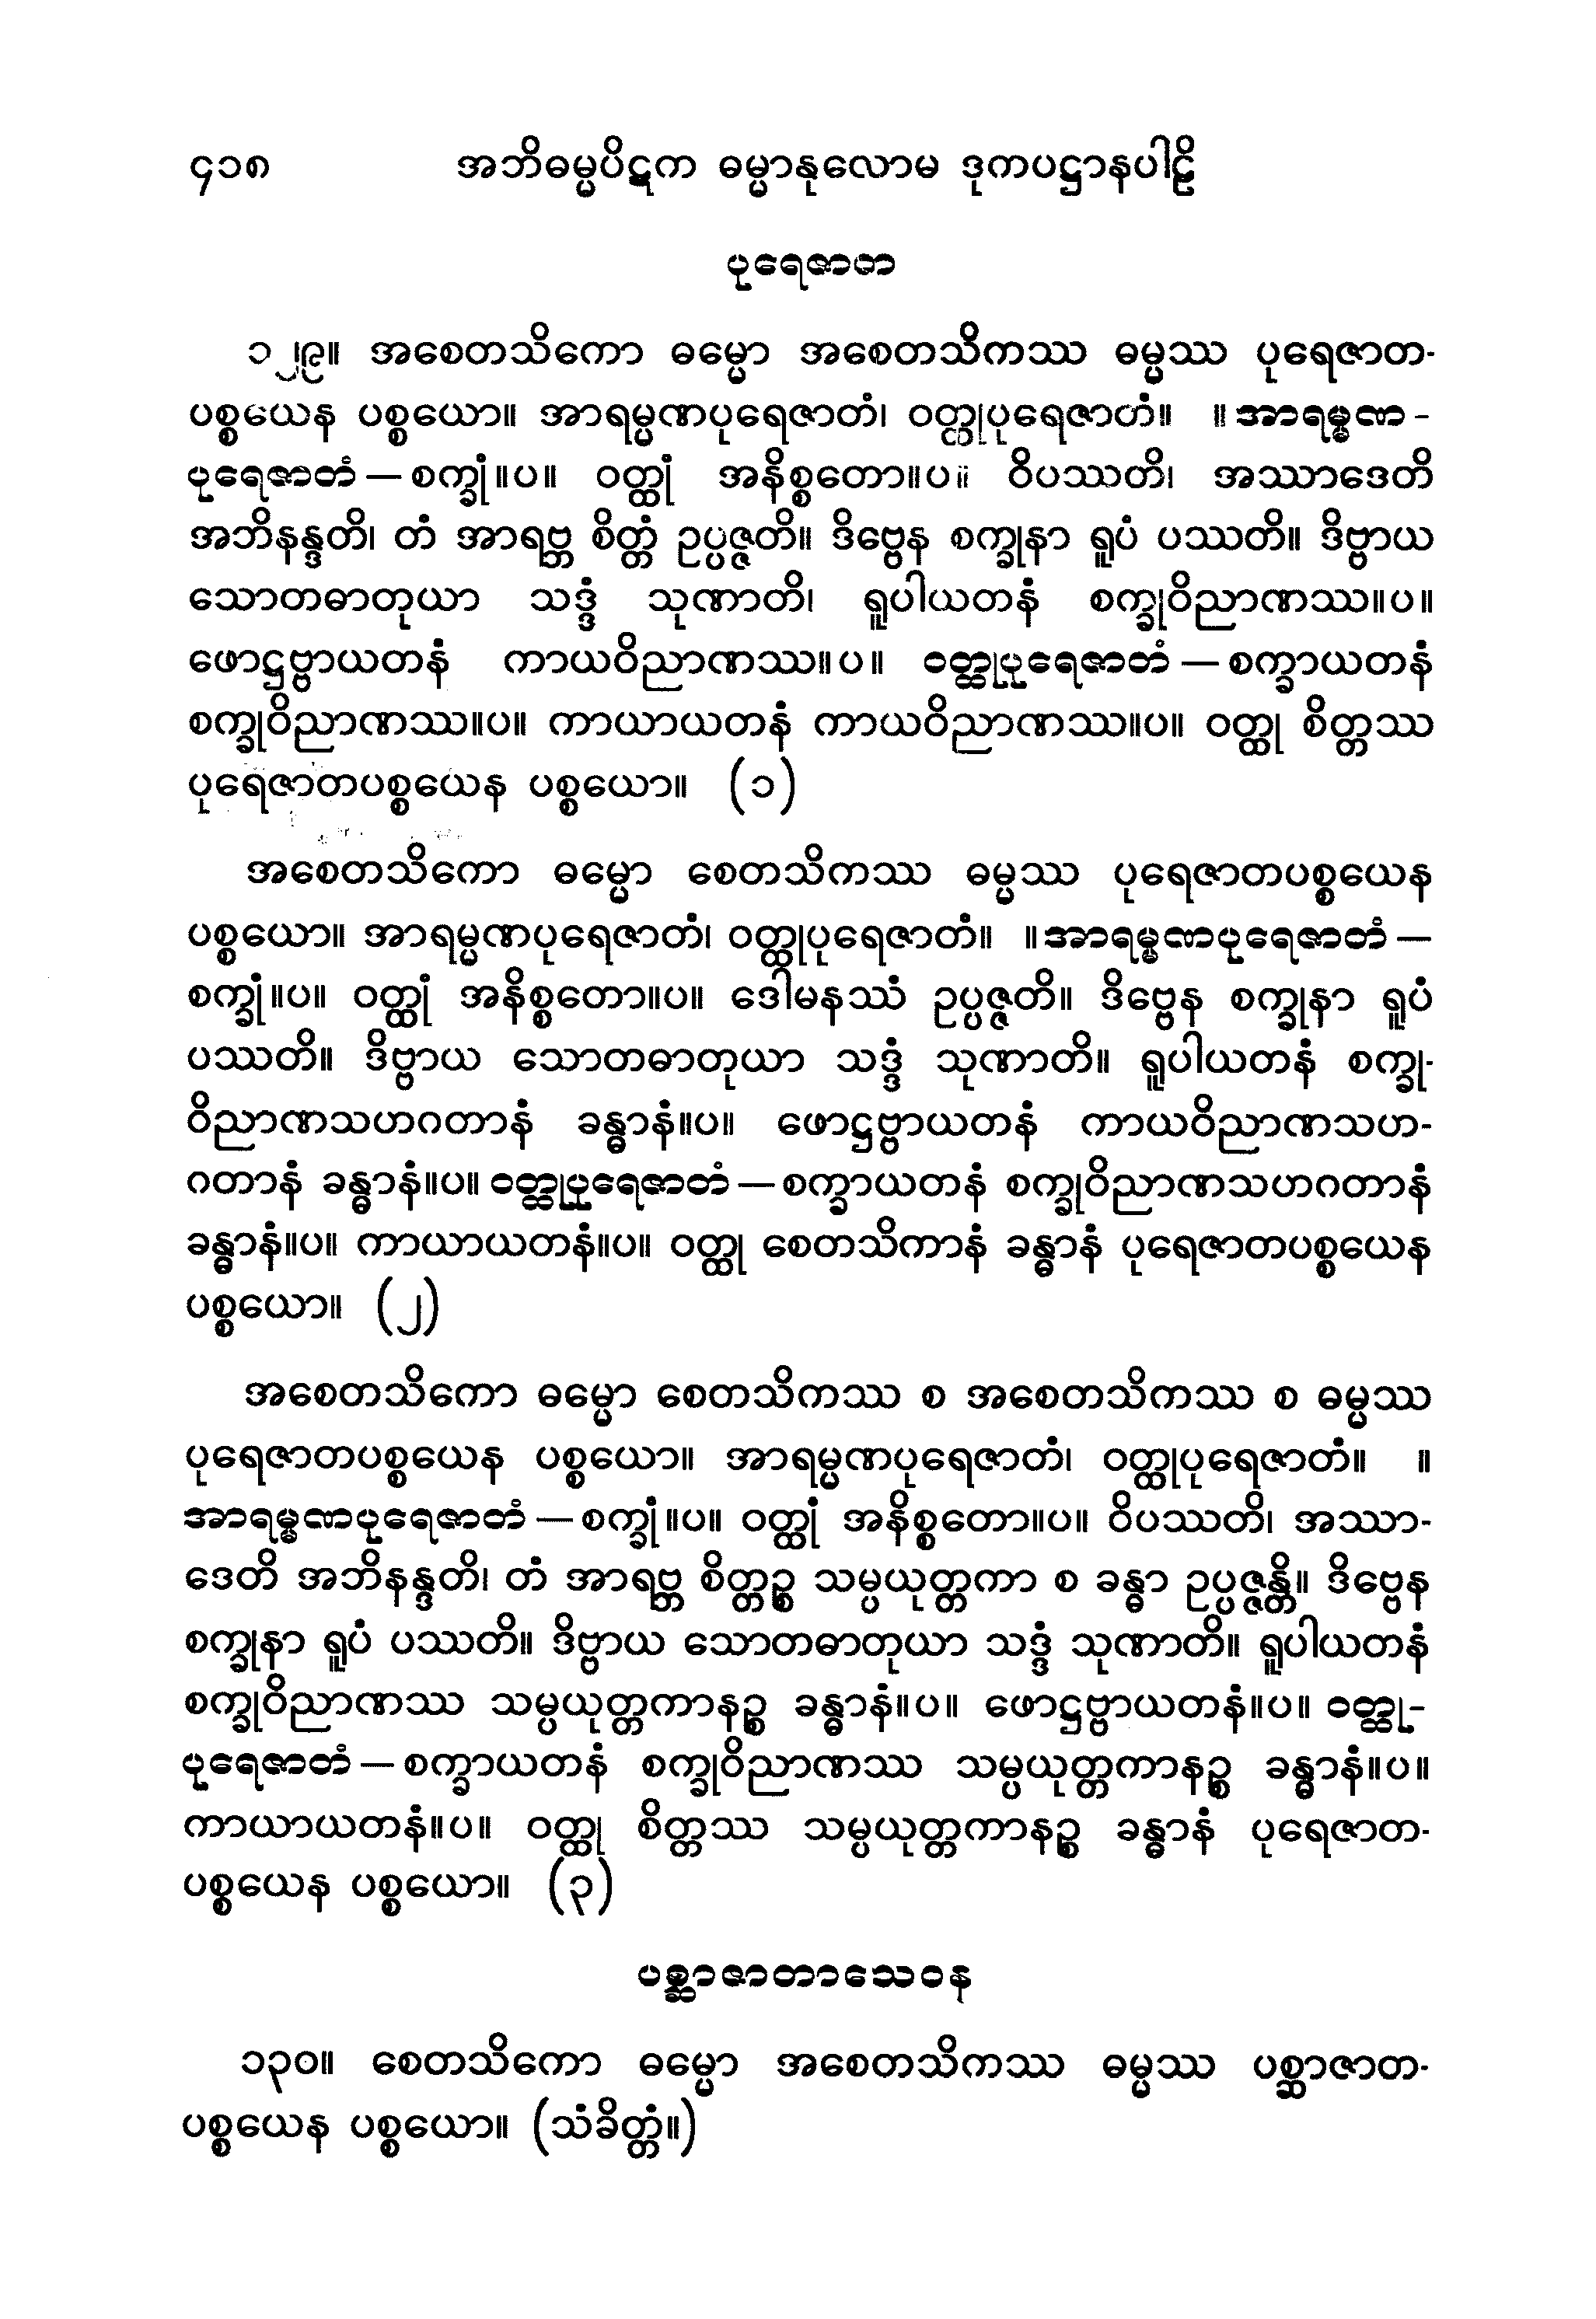 ၄၁၈ အဘိဓမ္မပိဋက ဓမ္မာနုလောမ ဒုကပဋ္ဌာနပါဠိ
ပုရေဇာတ
၁၂၉။ အစေတသိကော ဓမ္မော အစေတသိကဿ ဓမ္မဿ ပုရေဇာတ-
ပစ္စယေန ပစ္စယော။ အာရမ္မဏပုရေဇာတံ၊ ဝတ္ထုပုရေဇာတံ။ ။အာရမ္မဏ-
ပုရေဇာတံ — စက္ခုံ။ပ။ ဝတ္ထုံ အနိစ္စတော။ပ။ ဝိပဿတိ၊ အဿာဒေတိ
အဘိနန္ဒတိ၊ တံ အာရဗ္ဘ စိတ္တံ ဥပ္ပဇ္ဇတိ။ ဒိဗ္ဗေန စက္ခုနာ ရူပံ ပဿတိ။ ဒိဗ္ဗာယ
သောတဓာတုယာ သဒ္ဒံ သုဏာတိ၊ ရူပါယတနံ စက္ခုဝိညာဏဿ။ပ။
ဖောဋ္ဌဗ္ဗာယတနံ ကာယဝိညာဏဿ။ပ။ ဝတ္ထုပုရေဇာတံ — စက္ခာယတနံ
စက္ခုဝိညာဏဿ။ပ။ ကာယာယတနံ ကာယဝိညာဏဿ။ပ။ ဝတ္ထု စိတ္တဿ
ပုရေဇာတပစ္စယေန ပစ္စယော။ (၁)
အစေတသိကော ဓမ္မော စေတသိကဿ ဓမ္မဿ ပုရေဇာတပစ္စယေန
ပစ္စယော။ အာရမ္မဏပုရေဇာတံ၊ ဝတ္ထုပုရေဇာတံ။ ။အာရမ္မဏပုရေဇာတံ —
စက္ခုံ။ပ။ ဝတ္ထုံ အနိစ္စတော။ပ။ ဒေါမနဿံ ဥပ္ပဇ္ဇတိ။ ဒိဗ္ဗေန စက္ခုနာ ရူပံ
ပဿတိ။ ဒိဗ္ဗာယ သောတဓာတုယာ သဒ္ဒံ သုဏာတိ။ ရူပါယတနံ စက္ခု-
ဝိညာဏသဟဂတာနံ ခန္ဓာနံ။ပ။ ဖောဋ္ဌဗ္ဗာယတနံ ကာယဝိညာဏသဟ-
ဂတာနံ ခန္ဓာနံ။ပ။ ဝတ္ထုပုရေဇာတံ — စက္ခာယတနံ စက္ခုဝိညာဏသဟဂတာနံ
ခန္ဓာနံ။ပ။ ကာယာယတနံ။ပ။ ဝတ္ထု စေတသိကာနံ ခန္ဓာနံ ပုရေဇာတပစ္စယေန
ပစ္စယော။ (၂)
အစေတသိကော ဓမ္မော စေတသိကဿ စ အစေတသိကဿ စ ဓမ္မဿ
ပုရေဇာတပစ္စယေန ပစ္စယော။ အာရမ္မဏပုရေဇာတံ၊ ဝတ္ထုပုရေဇာတံ။ ။
အာရမ္မဏပုရေဇာတံ — စက္ခုံ။ပ။ ဝတ္ထုံ အနိစ္စတော။ပ။ ဝိပဿတိ၊ အဿာ-
ဒေတိ အဘိနန္ဒတိ၊ တံ အာရဗ္ဘ စိတ္တဉ္စ သမ္ပယုတ္တကာ စ ခန္ဓာ ဥပ္ပဇ္ဇန္တိ။ ဒိဗ္ဗေန
စက္ခုနာ ရူပံ ပဿတိ။ ဒိဗ္ဗာယ သောတဓာတုယာ သဒ္ဒံ သုဏာတိ။ ရူပါယတနံ
စက္ခုဝိညာဏဿ သမ္ပယုတ္တကာနဉ္စ ခန္ဓာနံ။ပ။ ဖောဋ္ဌဗ္ဗာယတနံ။ပ။ ဝတ္ထု-
ပုရေဇာတံ — စက္ခာယတနံ စက္ခုဝိညာဏဿ သမ္ပယုတ္တကာနဉ္စ ခန္ဓာနံ။ပ။
ကာယာယတနံ။ပ။ ဝတ္ထု စိတ္တဿ သမ္ပယုတ္တကာနဉ္စ ခန္ဓာနံ ပုရေဇာတ-
ပစ္စယေန ပစ္စယော။ (၃)
ပစ္ဆာဇာတာသေဝန
၁၃၀။ စေတသိကော ဓမ္မော အစေတသိကဿ ဓမ္မဿ ပစ္ဆာဇာတ-
ပစ္စယေန ပစ္စယော။ (သံခိတ္တံ။)